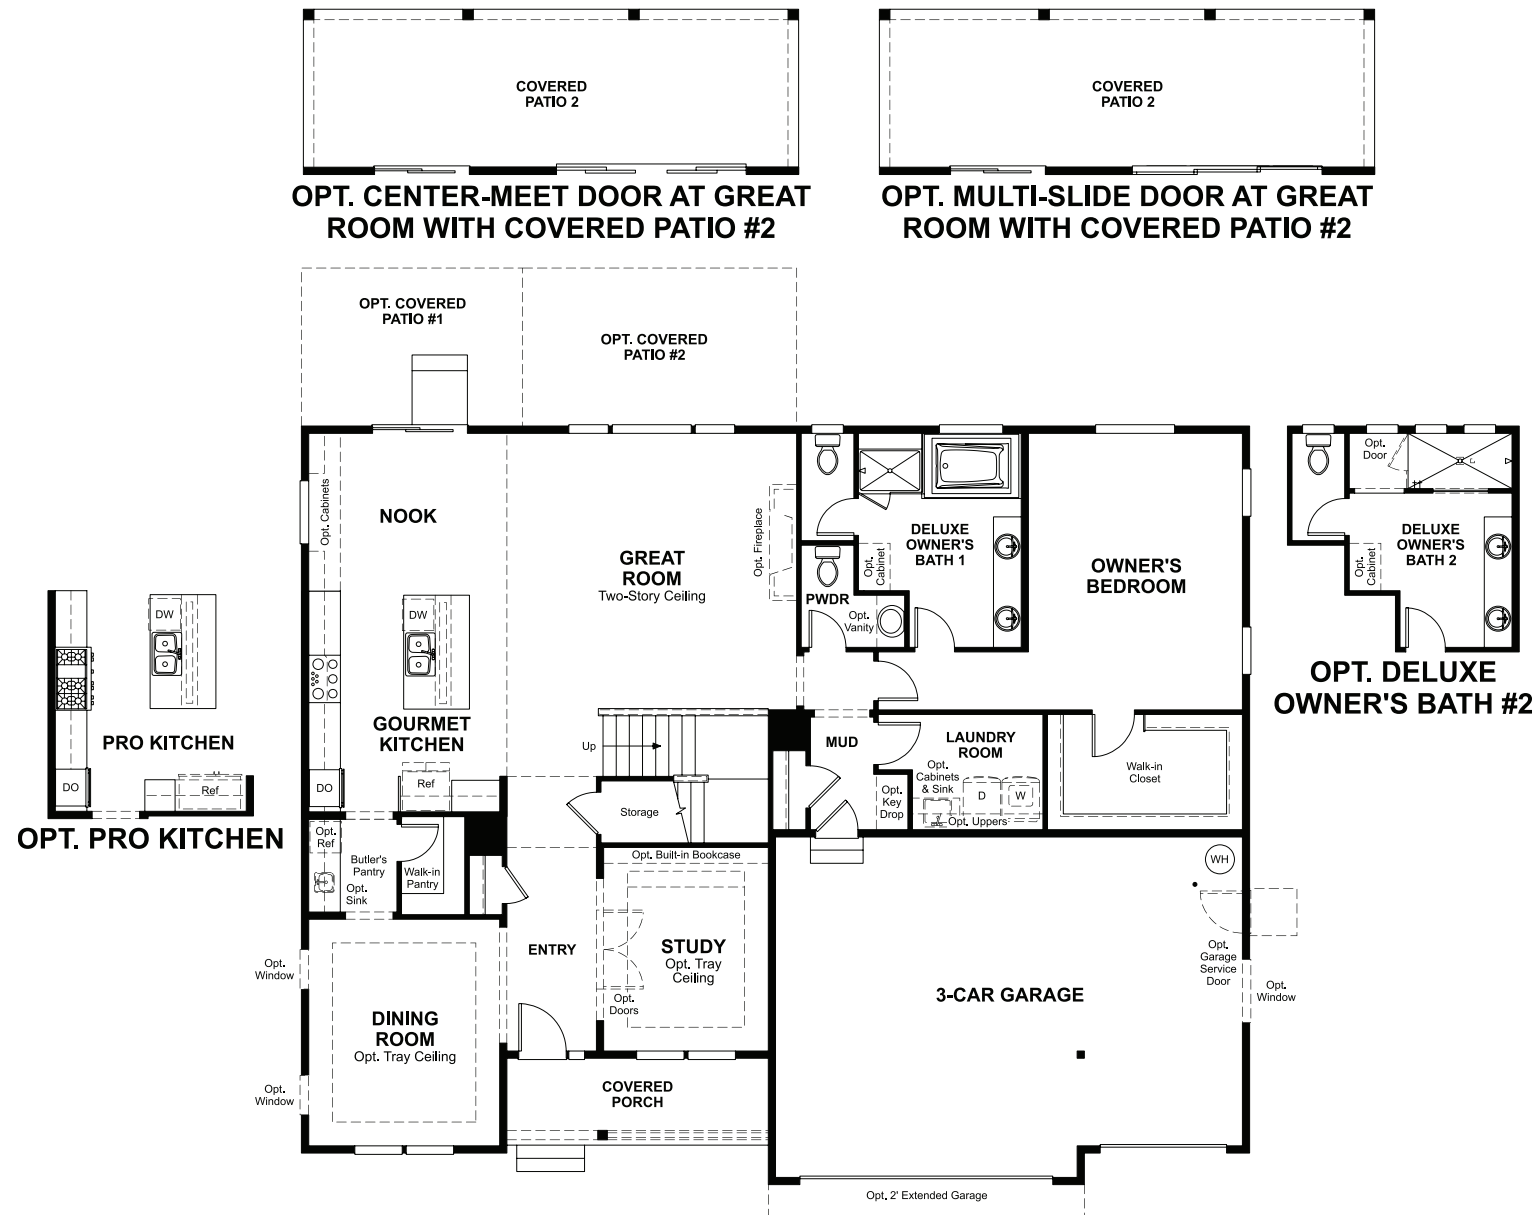 COVERED
PATIO 2
OPT. CENTER-MEET DOOR AT GREAT
ROOM WITH COVERED PATIO #2
COVERED
PATIO 2
OPT. MULTI-SLIDE DOOR AT GREAT
ROOM WITH COVERED PATIO #2
OPT. COVERED
PATIO #1
OPT. COVERED
PATIO #2
Opt. Cabinets
NOOK
GREAT
ROOM
Two-Story Ceiling
Opt. Fireplace
DELUXE
OWNER'S
BATH 1
Opt.
Cabinet
PWDR
Opt.
Vanity
OWNER'S
BEDROOM
Opt.
Door
DELUXE
OWNER'S
BATH 2
Opt.
Cabinet
OPT. DELUXE
OWNER'S BATH #2
DW
PRO KITCHEN
DO
Ref
OPT. PRO KITCHEN
DW
GOURMET
KITCHEN
DO
Ref
Up
Storage
MUD
LAUNDRY
ROOM
Opt.
Cabinets
& Sink
D
W
Opt. Uppers
Opt.
Key
Drop
Walk-in
Closet
Opt.
Ref
Butler's
Pantry
Opt.
Sink
Walk-in
Pantry
Opt. Built-in Bookcase
ENTRY
STUDY
Opt. Tray
Ceiling
Opt.
Doors
WH
Opt.
Garage
Service
Door
Opt.
Window
3-CAR GARAGE
Opt.
Window
DINING
ROOM
Opt. Tray Ceiling
Opt.
Window
COVERED
PORCH
Opt. 2' Extended Garage